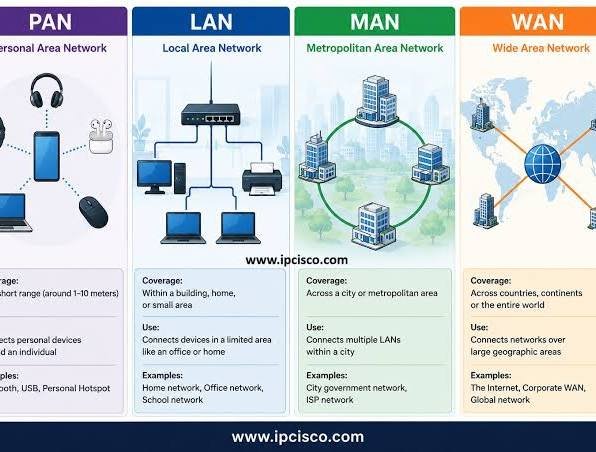 PAN
ersonal Area Network
rage:
short range (around 1–10 meters)
ects personal devices
nd an individual
ples:
ooth, USB, Personal Hotspot
LAN
Local Area Network
Coverage:
Within a building, home,
or small area
Use:
Connects devices in a limited area
like an office or home
Examples:
Home network, Office network,
School network
MAN
Metropolitan Area Network
www.ipcisco.com
Coverage:
Across a city or metropolitan area
Use:
Connects multiple LANs
within a city
Examples:
City government network,
ISP network
WAN
Wide Area Network
Coverage:
Across countries, continents
or the entire world
Use:
Connects networks over
large geographic areas
Examples:
The Internet, Corporate WAN,
Global network
www.ipcisco.com